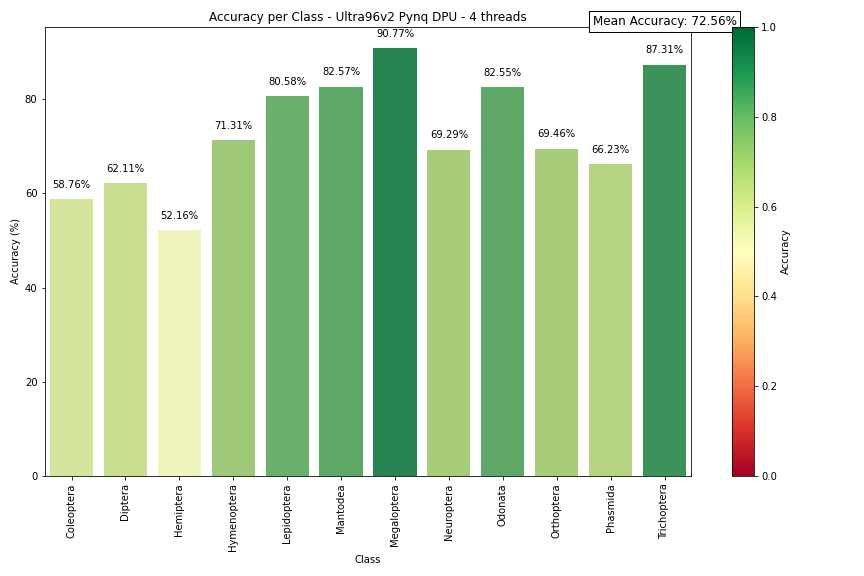 Accuracy per Class - Ultra96v2 Pynq DPU - 4 threads
Mean Accuracy: 72.56%
90.77%
87.31%
82.57%
82.55%
80.58%
71.31%
69.29%
69.46%
66.23%
62.11%
58.76%
52.16%
80
60
40
20
0
Accuracy (%)
Coleoptera
Diptera
Hemiptera
Hymenoptera
Lepidoptera
Mantodea
Megaloptera
Neuroptera
Odonata
Orthoptera
Phasmida
Trichoptera
Class
1.0
0.8
0.6
0.4
0.2
0.0
Accuracy